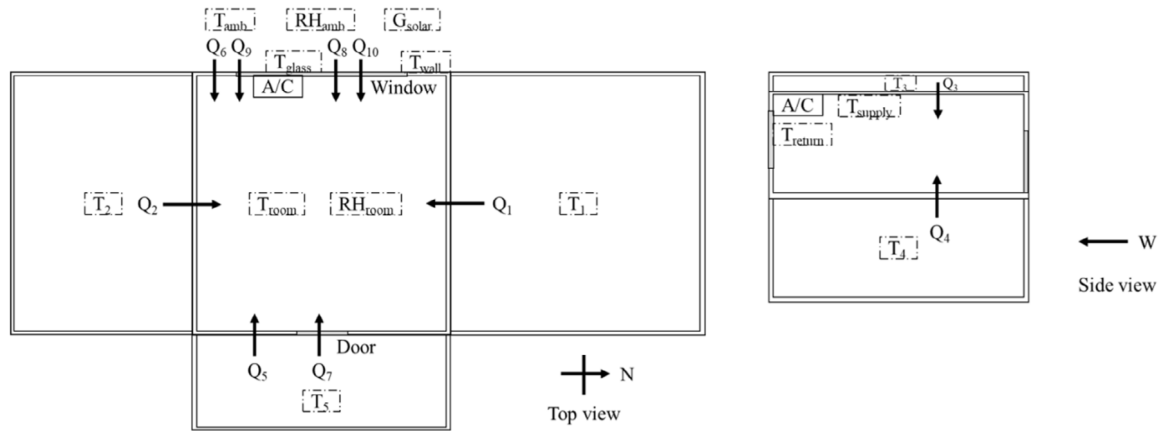 T_amb RH_amb G_solar
Q_6 Q_9 Q_8 Q_10
T_glass T_wall
A/C Window
T_2 Q_2 T_room RH_room Q_1 T_1
Door
Q_5 Q_7
T_5
N
Top view
T_3 Q_3
A/C T_supply
T_return
Q_4
T_4
W
Side view